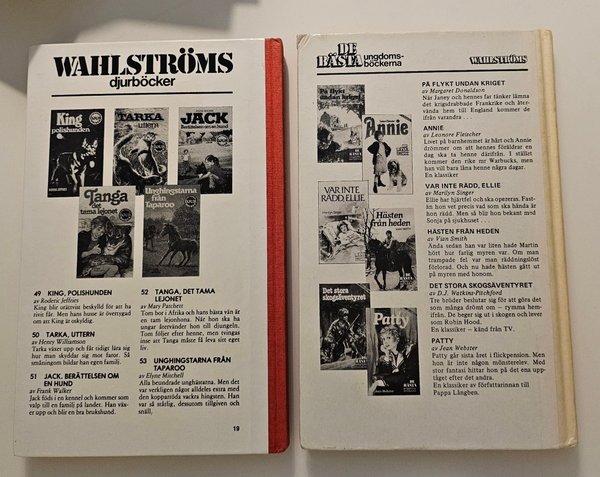 WAHLSTRÖMS
djurböcker
King
polishunden
TARKA
uttern
JACK
Berättelsen om en hund
Tanga
det
tama lejonet
Unghingstarna
från
Taparoo
49 KING, POLISHUNDEN
av Roderic Jeffries
King blir orättvist beskylld för att ha
rivit får. Men hans husse är övertygad
om att King är oskyldig.
50 TARKA, UTTERN
av Henry Williamson
Tarka växer upp och får tidigt lära sig
hur man skyddar sig mot faror. Så
småningom bildar han egen familj.
51 JACK, BERÄTTELSEN OM
EN HUND
av Frank Walker
Jack föds i en kennel och kommer som
valp till en familj på landet. Han väx-
er upp och blir en bra brukshund.
52 TANGA, DET TAMA
LEJONET
av Mary Patchett
Tom bor i Afrika och hans bästa vän är
en tam lejonhona. När hon ska ha
ungar återvänder hon till djungeln.
Tom följer efter henne, men tvingas
inse att Tanga måste få leva sitt eget
liv.
53 UNGHINGSTARNA FRÅN
TAPAROO
av Elyne Mitchell
Alla beundrade unghästarna. Men det
var verkligen något alldeles extra med
den kopparröda vackra hingsten. Han
var så ståtlig, dessutom tillgiven och
snäll.
19
DE
BÄSTA
ungdoms-
böckerna
WAHLSTRÖMS
På flykt
undan kriget
Annie
VAR INTE
RÄDD, ELLIE
Hästen
från heden
Det stora
skogsäventyret
Patty
DE
BÄSTA
PÅ FLYKT UNDAN KRIGET
av Margaret Donaldson
När Janey och hennes far tänker lämna
det krigsdrabbade Frankrike och åter-
vända hem till England kommer de
ifrån varandra . . .
ANNIE
av Leonore Fleischer
Livet på barnhemmet är hårt och Annie
drömmer om att hennes föräldrar en
dag ska ta henne därifrån. I stället
kommer den rike mr Warbucks, men
han vill bara låna henne några dagar.
En klassiker
VAR INTE RÄDD, ELLIE
av Marilyn Singer
Ellie har hjärtfel och ska opereras. Fast-
än hon vet precis vad som ska hända är
hon rädd. Men så blir hon bekant med
Sonja på sjukhuset . . .
HÄSTEN FRÅN HEDEN
av Vian Smith
Ända sedan han var liten hade Martin
hört hur farlig myren var. Om man
trampade fel var man räddningslöst
förlorad. Och nu hade hästen gått ut
på myren med honom.
DET STORA SKOGSÄVENTYRET
av D.J. Watkins-Pitchford
Tre bröder beslutar sig för att göra det
som många drömt om – rymma hem-
ifrån. De beger sig ut i skogen och lever
som Robin Hood.
En klassiker – känd från TV.
PATTY
av Jean Webster
Patty går sista året i flickpension. Men
hon är inte någon mönsterelev. Med
stor fantasi hittar hon på det ena upp-
tåget efter det andra.
En klassiker av författarinnan till
Pappa Långben.